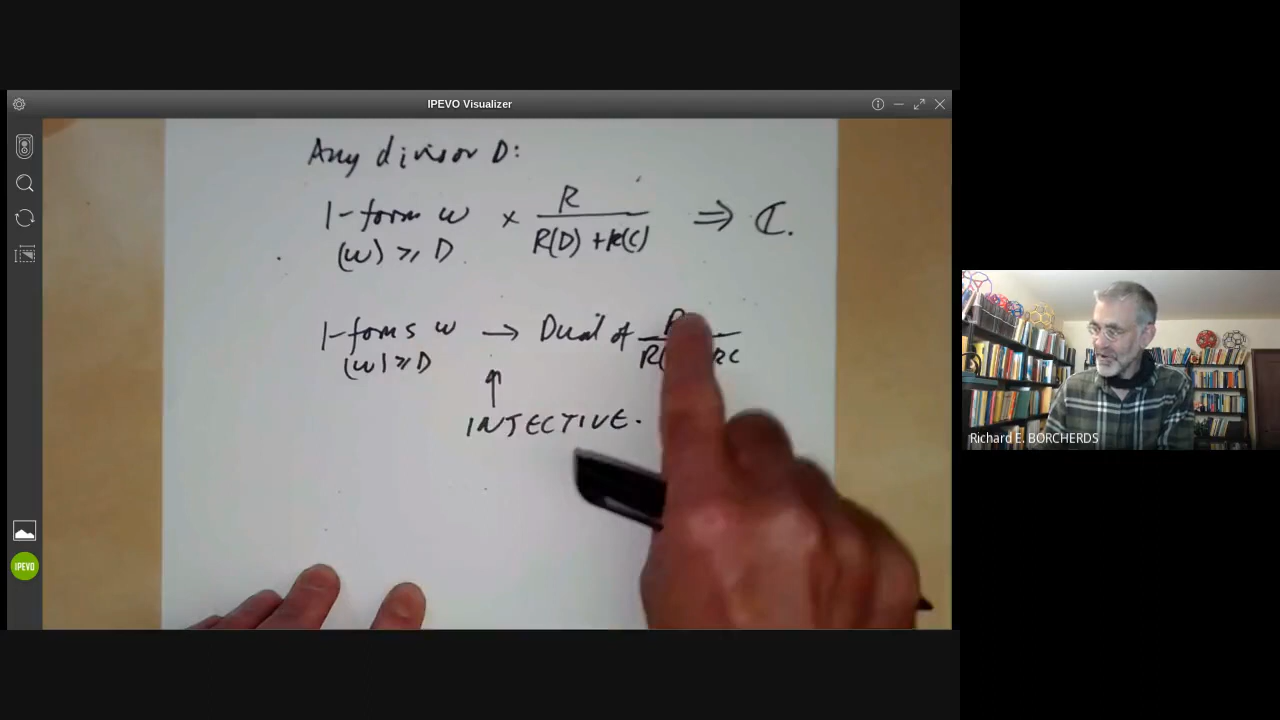 IPEVO Visualizer
Any divisor D:
1-form ω × R / R(D) + k(C) ⇒ ℂ.
(ω) ≥ D
1-forms ω → Dual of
(ω) ≥ D
↑
INJECTIVE.
IPEVO
Richard E. BORCHERDS